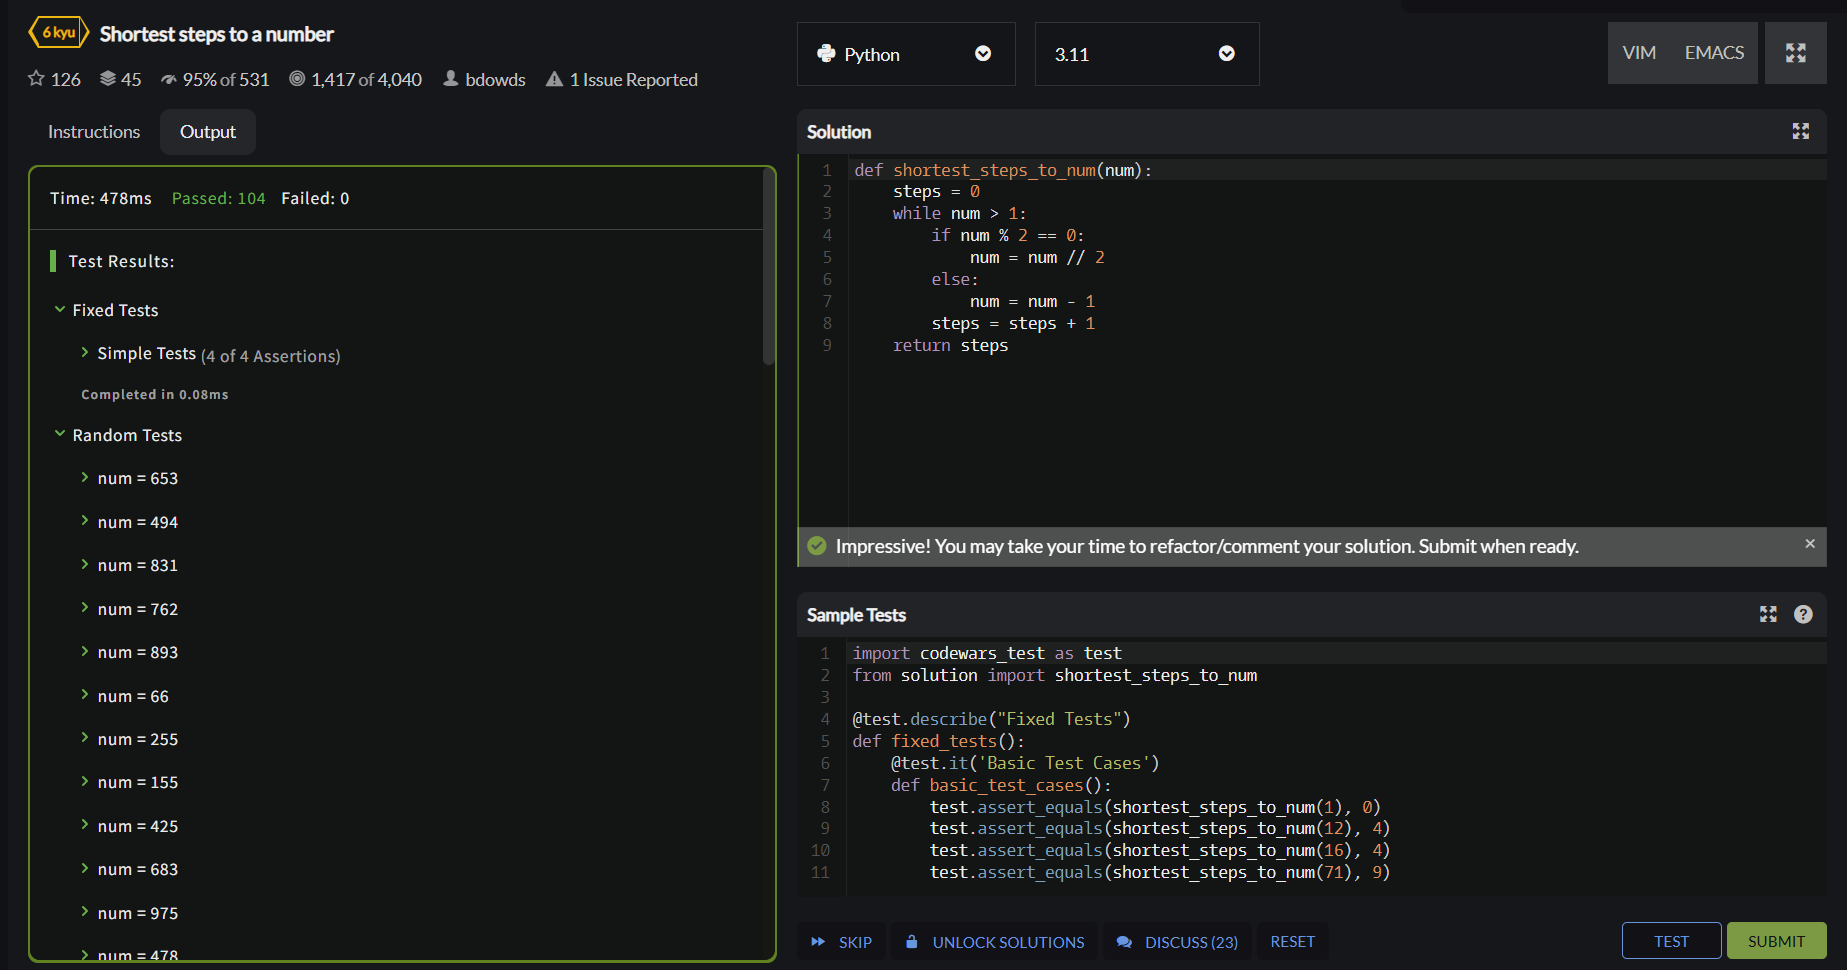 6 kyu Shortest steps to a number
126 45 95% of 531 1,417 of 4,040 bdowds 1 Issue Reported
Instructions Output
Time: 478ms Passed: 104 Failed: 0
Test Results:
Fixed Tests
Simple Tests (4 of 4 Assertions)
Completed in 0.08ms
Random Tests
num = 653
num = 494
num = 831
num = 762
num = 893
num = 66
num = 255
num = 155
num = 425
num = 683
num = 975
num = 478
Python 3.11 VIM EMACS
Solution
1 def shortest_steps_to_num(num):
2     steps = 0
3     while num > 1:
4         if num % 2 == 0:
5             num = num // 2
6         else:
7             num = num - 1
8         steps = steps + 1
9     return steps
Impressive! You may take your time to refactor/comment your solution. Submit when ready. ×
Sample Tests ?
1 import codewars_test as test
2 from solution import shortest_steps_to_num
3
4 @test.describe("Fixed Tests")
5 def fixed_tests():
6     @test.it('Basic Test Cases')
7     def basic_test_cases():
8         test.assert_equals(shortest_steps_to_num(1), 0)
9         test.assert_equals(shortest_steps_to_num(12), 4)
10         test.assert_equals(shortest_steps_to_num(16), 4)
11         test.assert_equals(shortest_steps_to_num(71), 9)
SKIP UNLOCK SOLUTIONS DISCUSS (23) RESET TEST SUBMIT